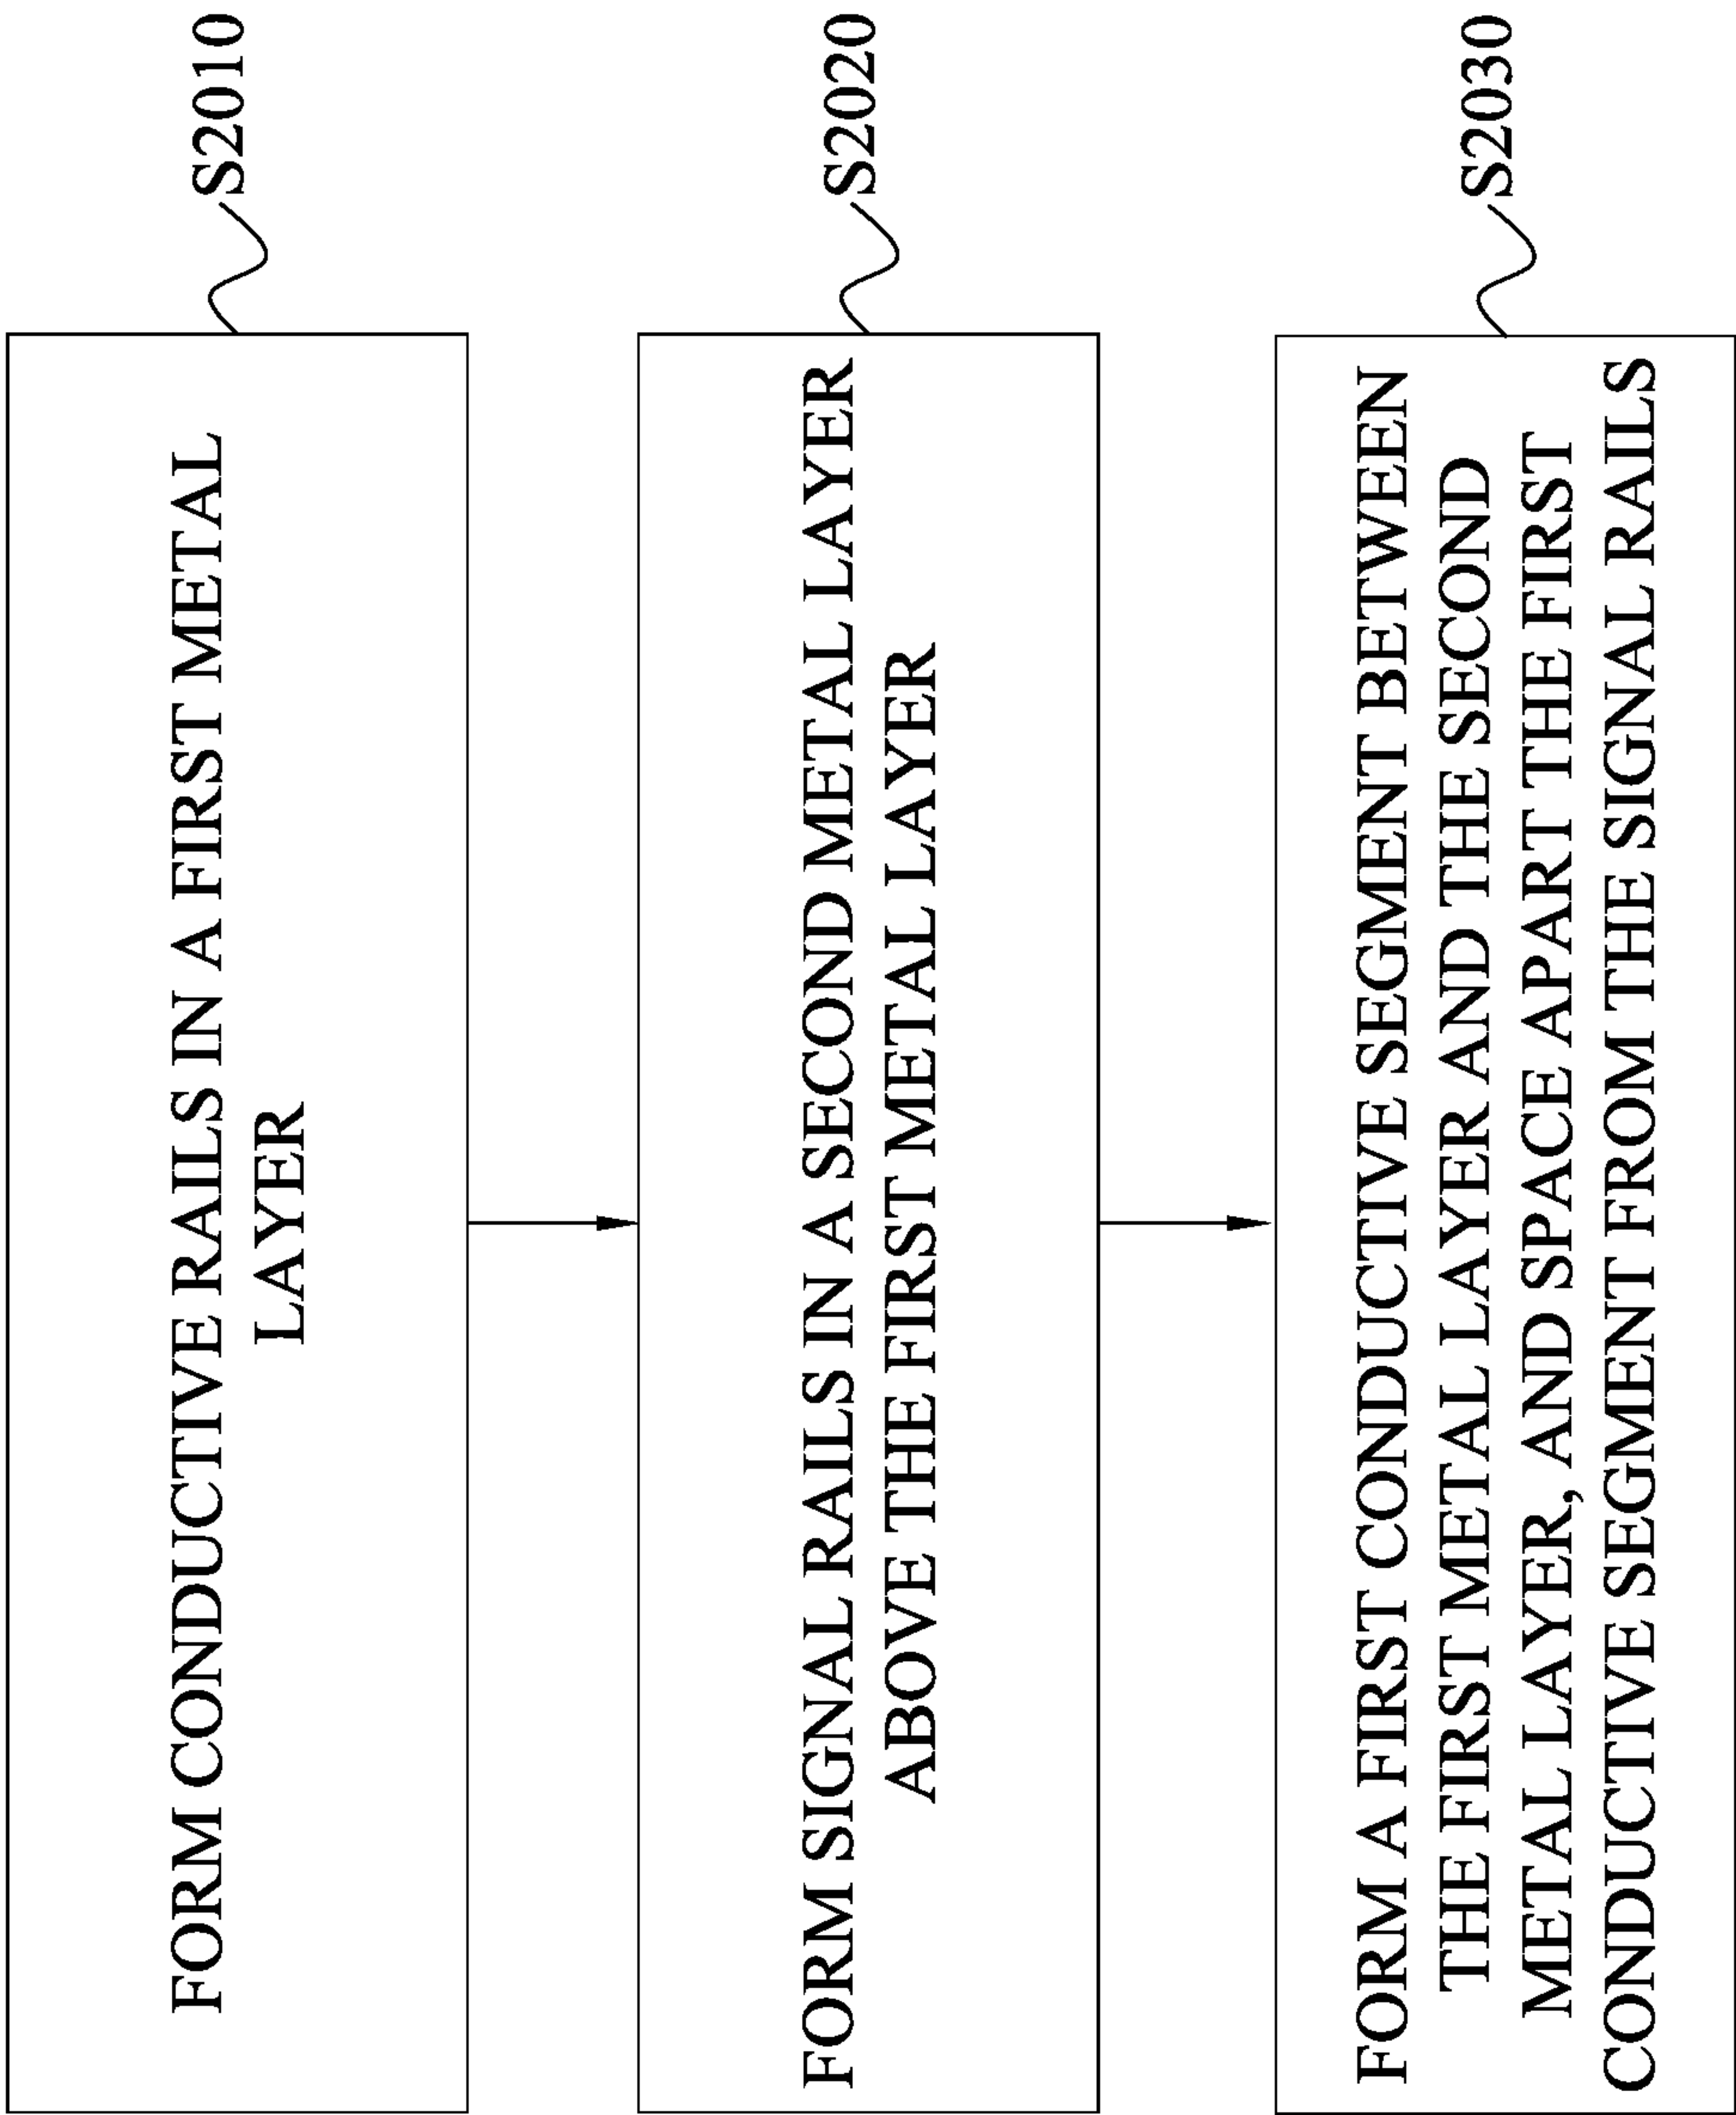 FORM CONDUCTIVE RAILS IN A FIRST METAL
LAYER
S2010
FORM SIGNAL RAILS IN A SECOND METAL LAYER
ABOVE THE FIRST METAL LAYER
S2020
FORM A FIRST CONDUCTIVE SEGMENT BETWEEN
THE FIRST METAL LAYER AND THE SECOND
METAL LAYER, AND SPACE APART THE FIRST
CONDUCTIVE SEGMENT FROM THE SIGNAL RAILS
S2030